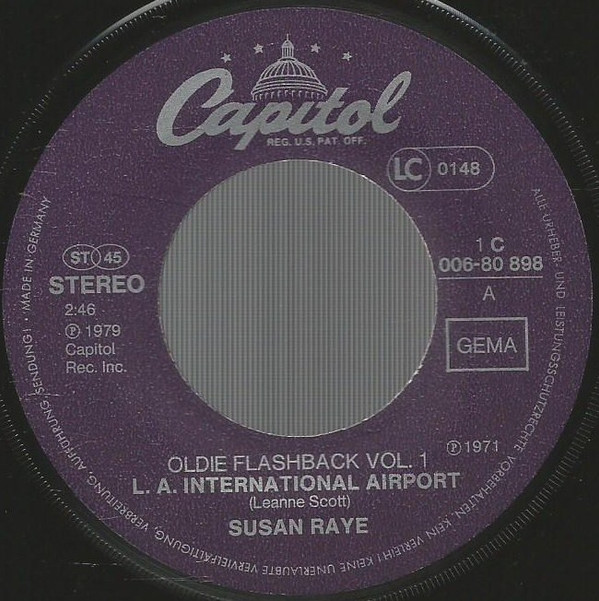 Capitol
REG. U.S. PAT. OFF.
LC 0148
ST 45
STEREO
2:46
℗ 1979
Capitol
Rec. Inc.
1 C
006-80 898
A
GEMA
℗ 1971
OLDIE FLASHBACK VOL. 1
L. A. INTERNATIONAL AIRPORT
(Leanne Scott)
SUSAN RAYE
ALLE URHEBER- UND LEISTUNGSSCHUTZRECHTE VORBEHALTEN. KEIN VERLEIH! KEINE UNERLAUBTE VERVIELFÄLTIGUNG, VERBREITUNG, AUFFÜHRUNG, SENDUNG! • MADE IN GERMANY